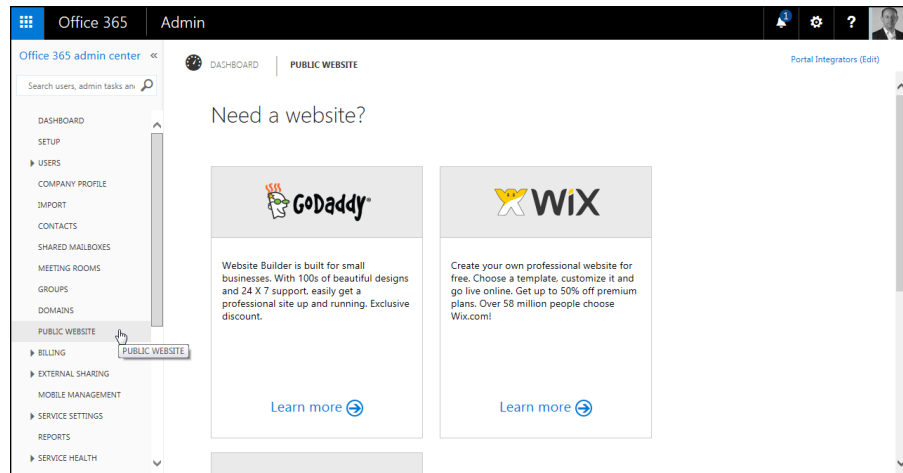 Office 365
Admin
1
?
Office 365 admin center «
Search users, admin tasks an
DASHBOARD
SETUP
USERS
COMPANY PROFILE
IMPORT
CONTACTS
SHARED MAILBOXES
MEETING ROOMS
GROUPS
DOMAINS
PUBLIC WEBSITE
PUBLIC WEBSITE
BILLING
EXTERNAL SHARING
MOBILE MANAGEMENT
SERVICE SETTINGS
REPORTS
SERVICE HEALTH
DASHBOARD
PUBLIC WEBSITE
Portal Integrators (Edit)
Need a website?
GoDaddy
Website Builder is built for small
businesses. With 100s of beautiful designs
and 24 X 7 support, easily get a
professional site up and running. Exclusive
discount.
Learn more
WiX
Create your own professional website for
free. Choose a template, customize it and
go live online. Get up to 50% off premium
plans. Over 58 million people choose
Wix.com!
Learn more